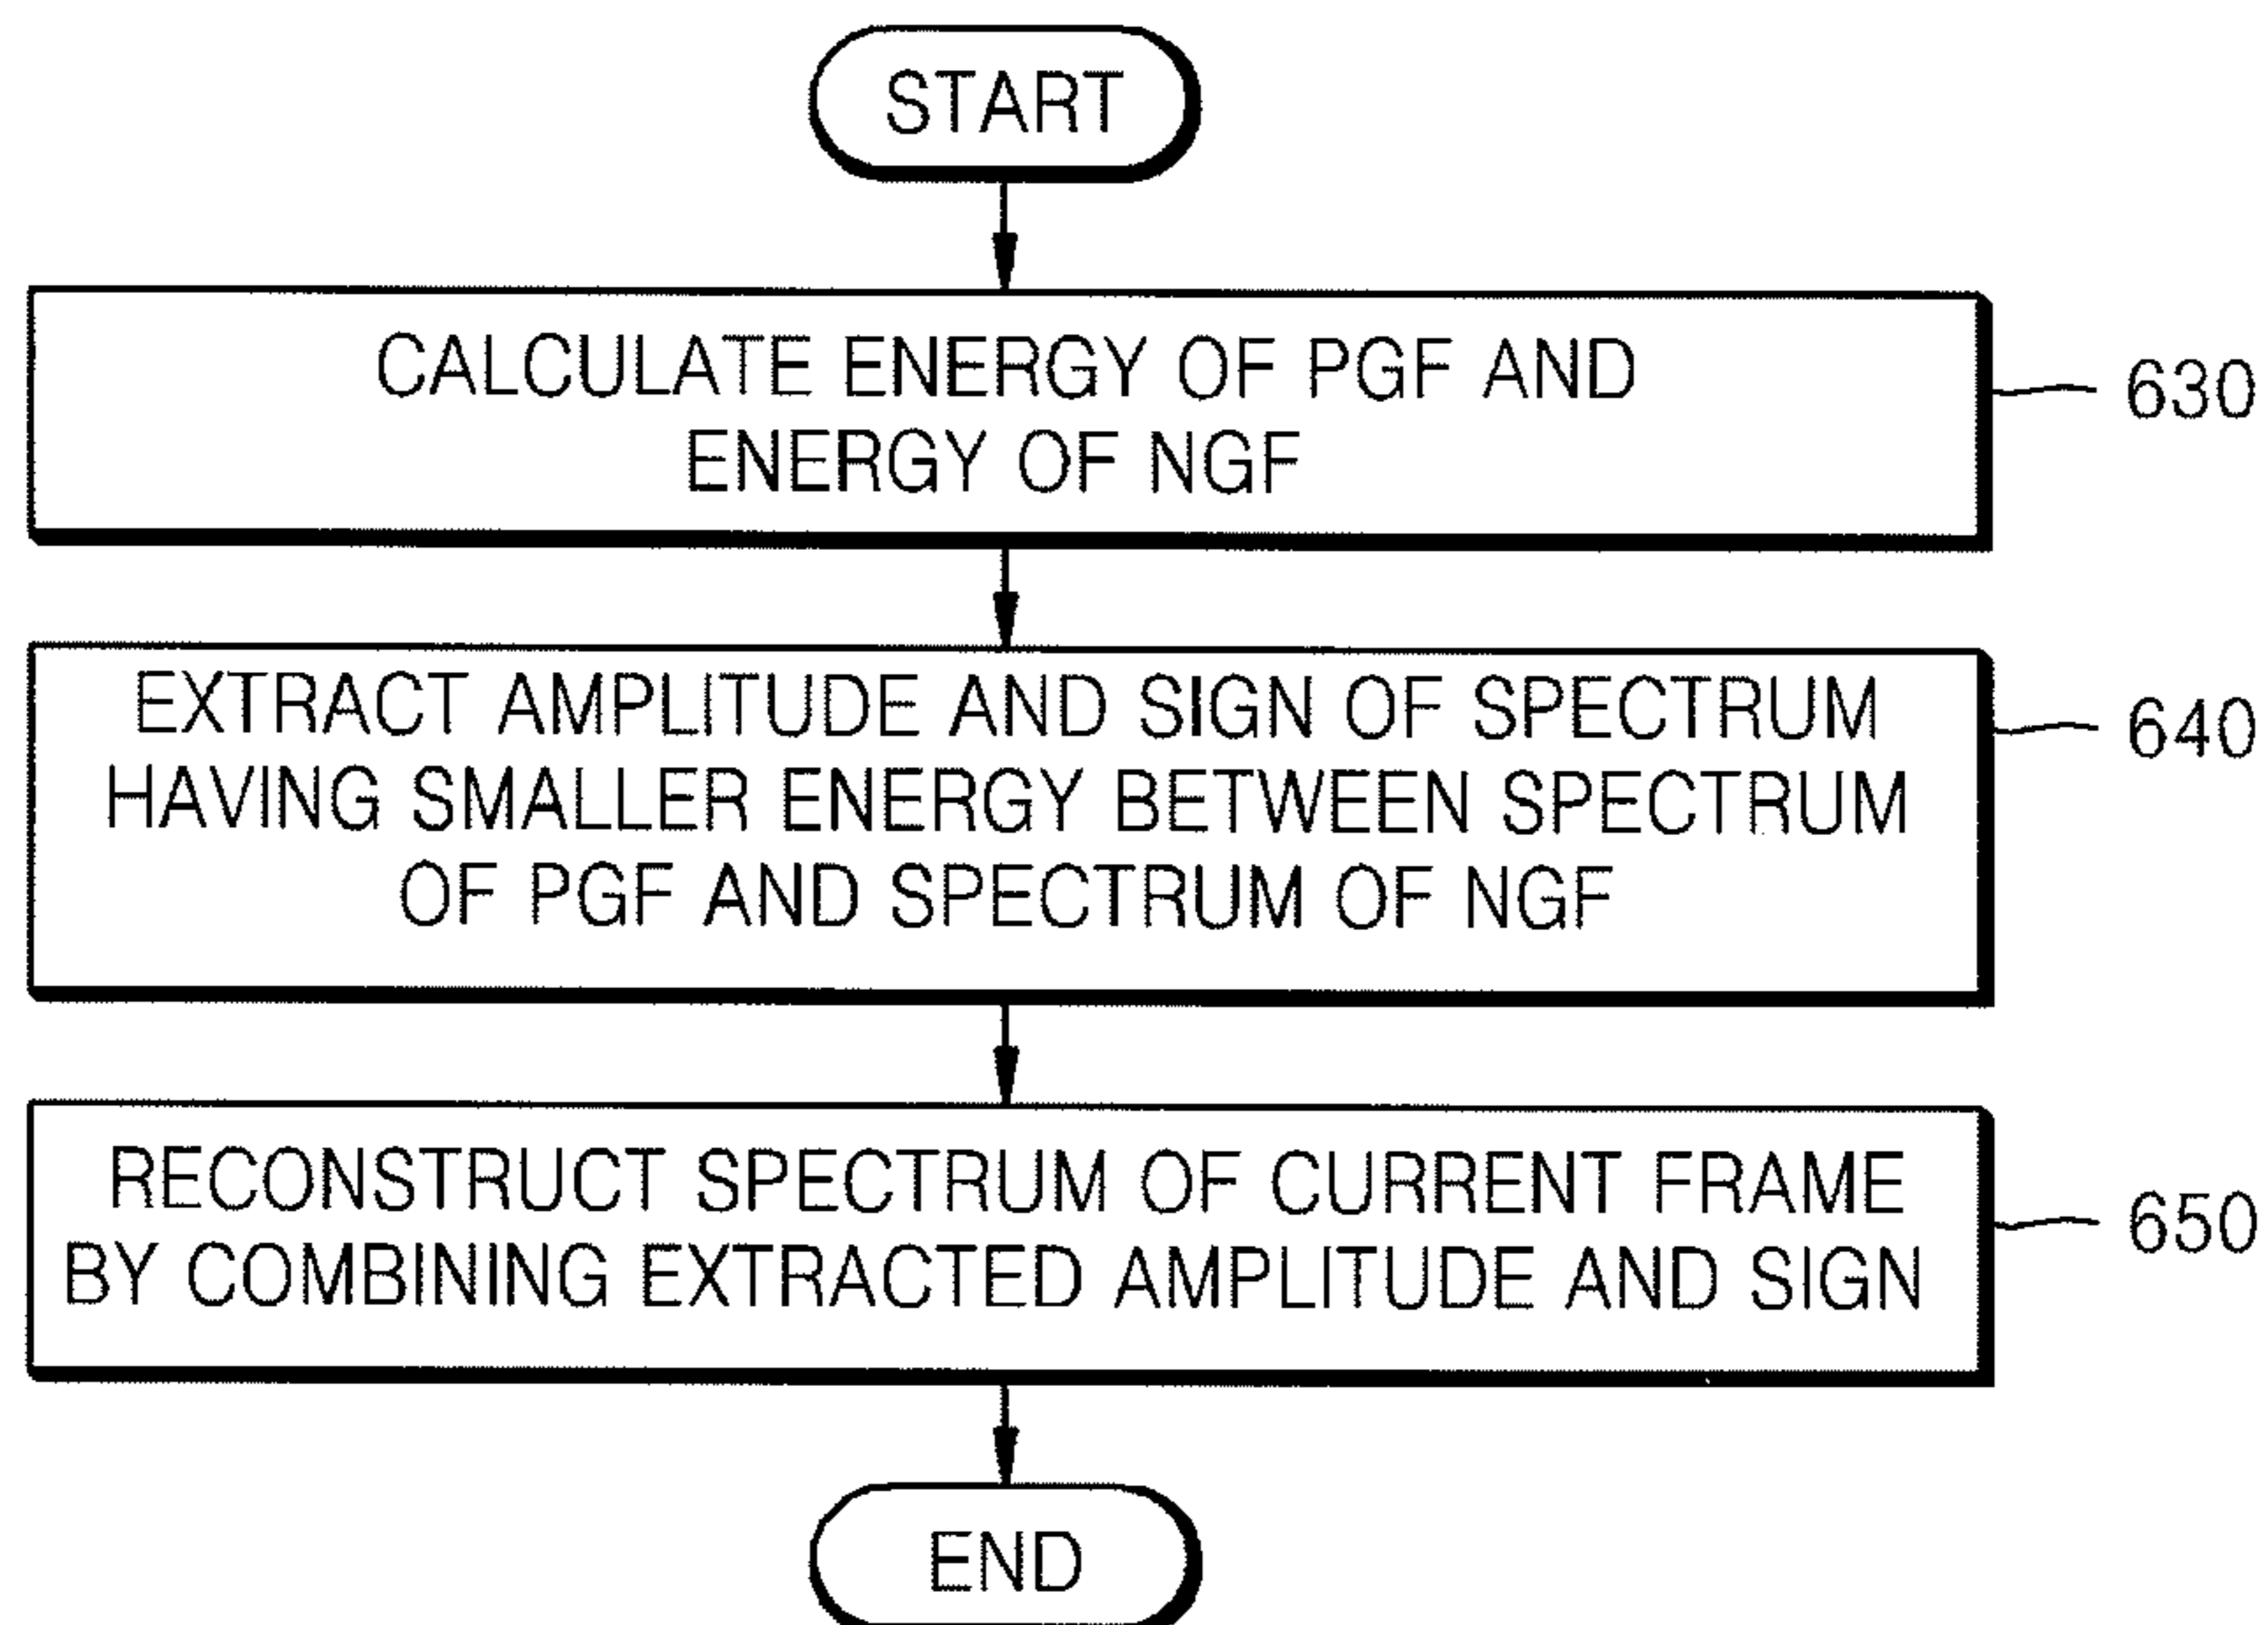 START
CALCULATE ENERGY OF PGF AND
ENERGY OF NGF
630
EXTRACT AMPLITUDE AND SIGN OF SPECTRUM
HAVING SMALLER ENERGY BETWEEN SPECTRUM
OF PGF AND SPECTRUM OF NGF
640
RECONSTRUCT SPECTRUM OF CURRENT FRAME
BY COMBINING EXTRACTED AMPLITUDE AND SIGN
650
END